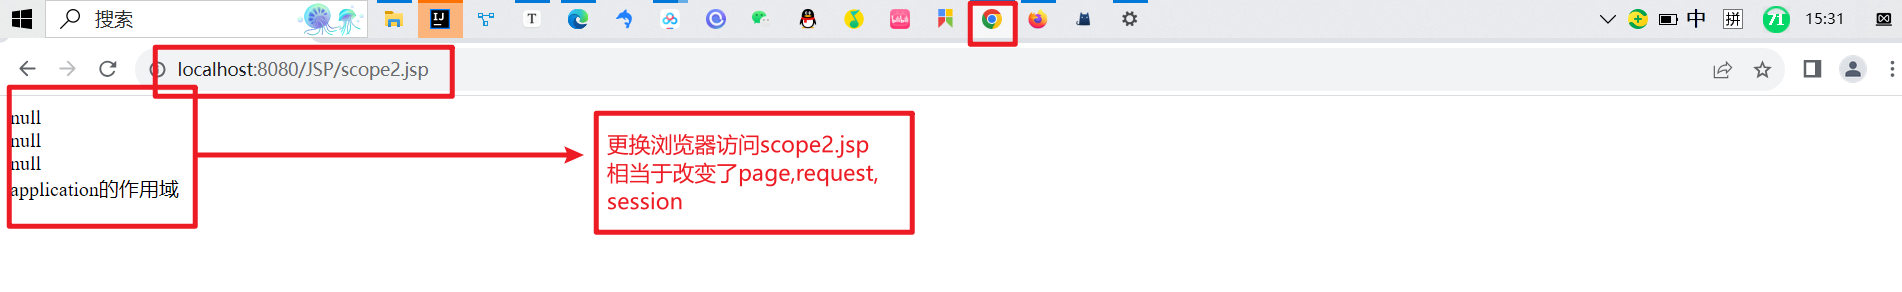 搜索
中
拼
71
15:31
localhost:8080/JSP/scope2.jsp
null
null
null
application的作用域
更换浏览器访问scope2.jsp
相当于改变了page,request,
session